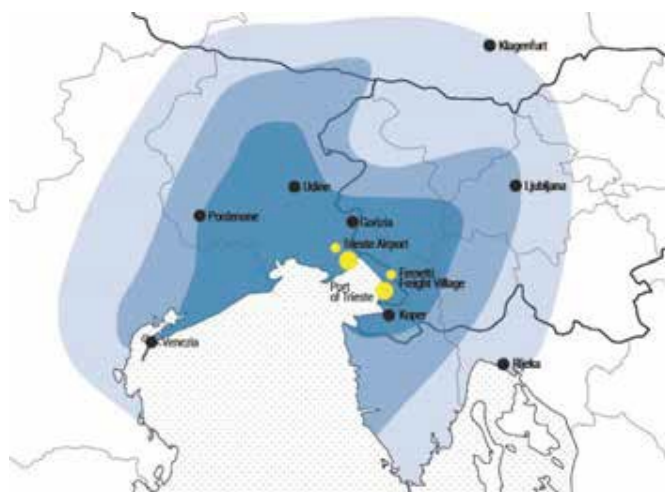 Klagenfurt
Udine
Ljubljana
Pordenone
Gorizia
Trieste Airport
Fernetti
Freight Village
Port
of Trieste
Koper
Venezia
Rijeka